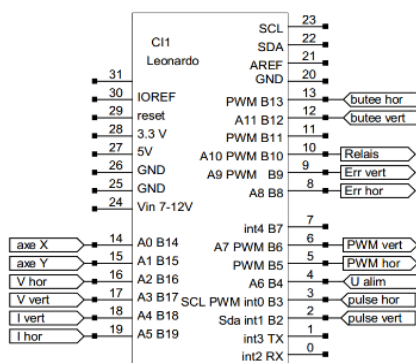 CI1
Leonardo
SCL 23
SDA 22
AREF 21
GND 20
31
30 IOREF
29 reset
28 3.3 V
27 5V
26 GND
25 GND
24 Vin 7-12V
PWM B13 13 butee hor
A11 B12 12 butee vert
PWM B11 11
A10 PWM B10 10 Relais
A9 PWM B9 9 Err vert
A8 B8 8 Err hor
int4 B7 7
A7 PWM B6 6 PWM vert
PWM B5 5 PWM hor
A6 B4 4 U alim
SCL PWM int0 B3 3 pulse hor
Sda int1 B2 2 pulse vert
int3 TX 1
int2 RX 0
axe X 14 A0 B14
axe Y 15 A1 B15
V hor 16 A2 B16
V vert 17 A3 B17
I vert 18 A4 B18
I hor 19 A5 B19